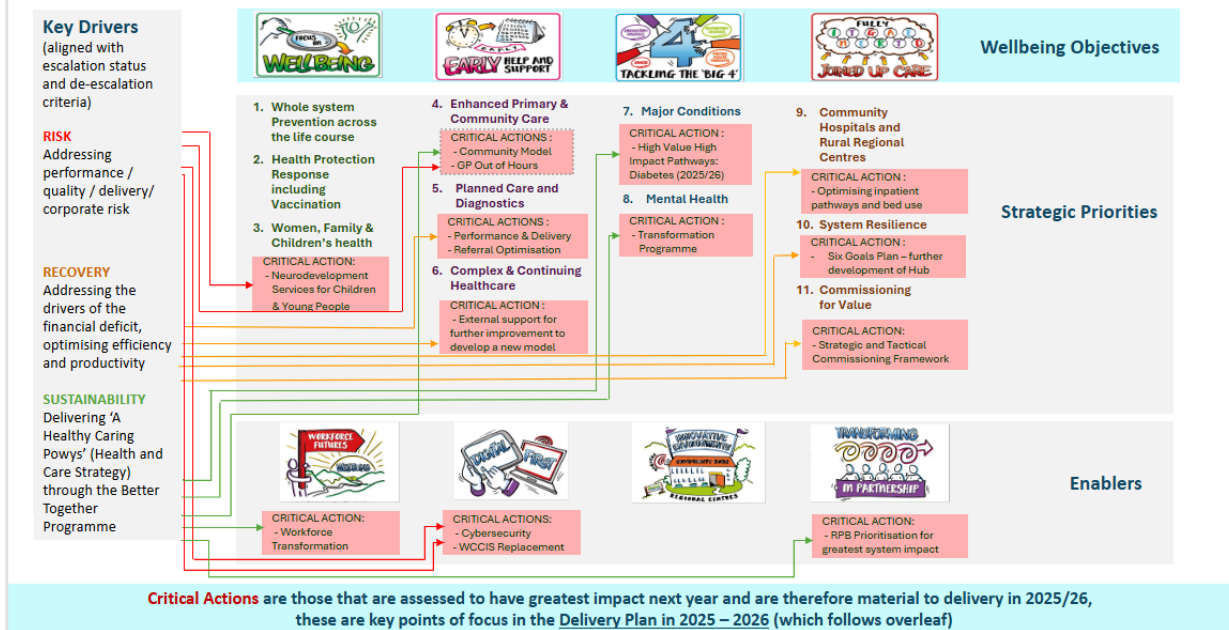 Key Drivers
(aligned with
escalation status
and de-escalation
criteria)
RISK
Addressing
performance /
quality / delivery/
corporate risk
RECOVERY
Addressing the
drivers of the
financial deficit,
optimising efficiency
and productivity
SUSTAINABILITY
Delivering ‘A
Healthy Caring
Powys’ (Health and
Care Strategy)
through the Better
Together
Programme
FOCUS
ON
WELLBEING
EARLY
HELP AND
SUPPORT
EARLY
4
TACKLING THE 'BIG 4'
FULLY
JOINED UP CARE
Wellbeing Objectives
1. Whole system
Prevention across
the life course
2. Health Protection
Response
including
Vaccination
3. Women, Family &
Children’s health
CRITICAL ACTION:
- Neurodevelopment
Services for Children
& Young People
4. Enhanced Primary &
Community Care
CRITICAL ACTIONS :
- Community Model
- GP Out of Hours
5. Planned Care and
Diagnostics
CRITICAL ACTIONS :
- Performance & Delivery
- Referral Optimisation
6. Complex & Continuing
Healthcare
CRITICAL ACTION :
- External support for
further improvement to
develop a new model
7. Major Conditions
CRITICAL ACTION :
- High Value High
Impact Pathways:
Diabetes (2025/26)
8. Mental Health
CRITICAL ACTION :
- Transformation
Programme
9. Community
Hospitals and
Rural Regional
Centres
CRITICAL ACTION :
- Optimising inpatient
pathways and bed use
10. System Resilience
CRITICAL ACTION :
- Six Goals Plan – further
development of Hub
11. Commissioning
for Value
CRITICAL ACTION:
- Strategic and Tactical
Commissioning Framework
Strategic Priorities
WORKFORCE
FUTURES
DIGITAL
FIRST
INNOVATIVE
ENVIRONMENTS
REGIONAL CENTRES
TRANSFORMING
IN PARTNERSHIP
Enablers
CRITICAL ACTION:
- Workforce
Transformation
CRITICAL ACTIONS:
- Cybersecurity
- WCCIS Replacement
CRITICAL ACTION:
- RPB Prioritisation for
greatest system impact
Critical Actions are those that are assessed to have greatest impact next year and are therefore material to delivery in 2025/26,
these are key points of focus in the Delivery Plan in 2025 – 2026 (which follows overleaf)